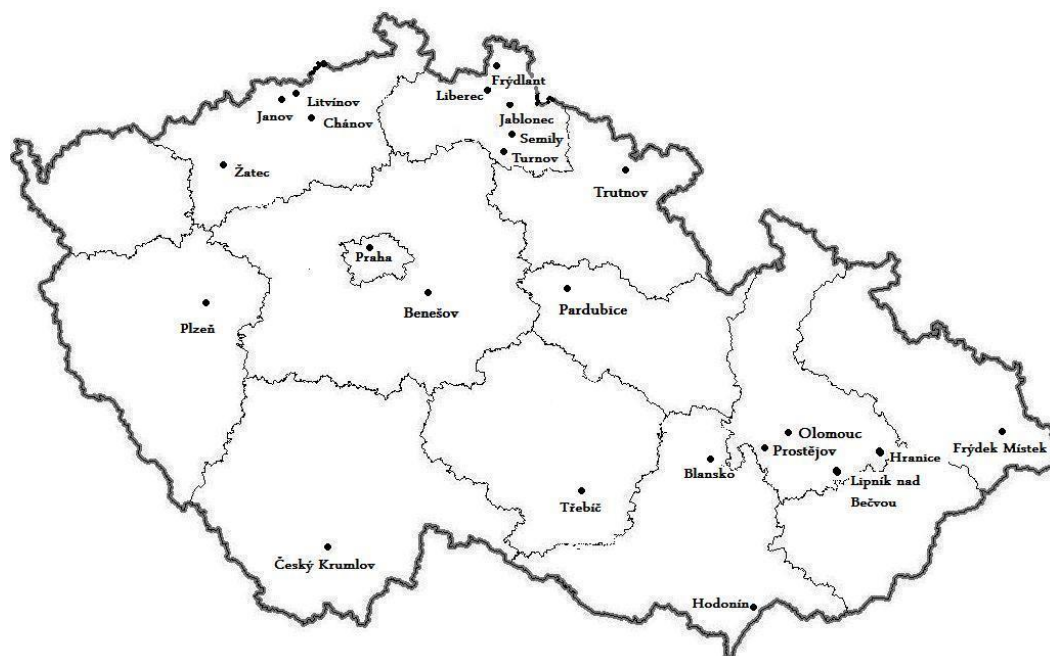 Frýdlant
Liberec
Litvínov
Janov
Jablonec
Chánov
Semily
Turnov
Žatec
Trutnov
Praha
Benešov
Pardubice
Plzeň
Olomouc
Prostějov
Frýdek Místek
Hranice
Blansko
Lipník nad
Bečvou
Třebíč
Český Krumlov
Hodonín